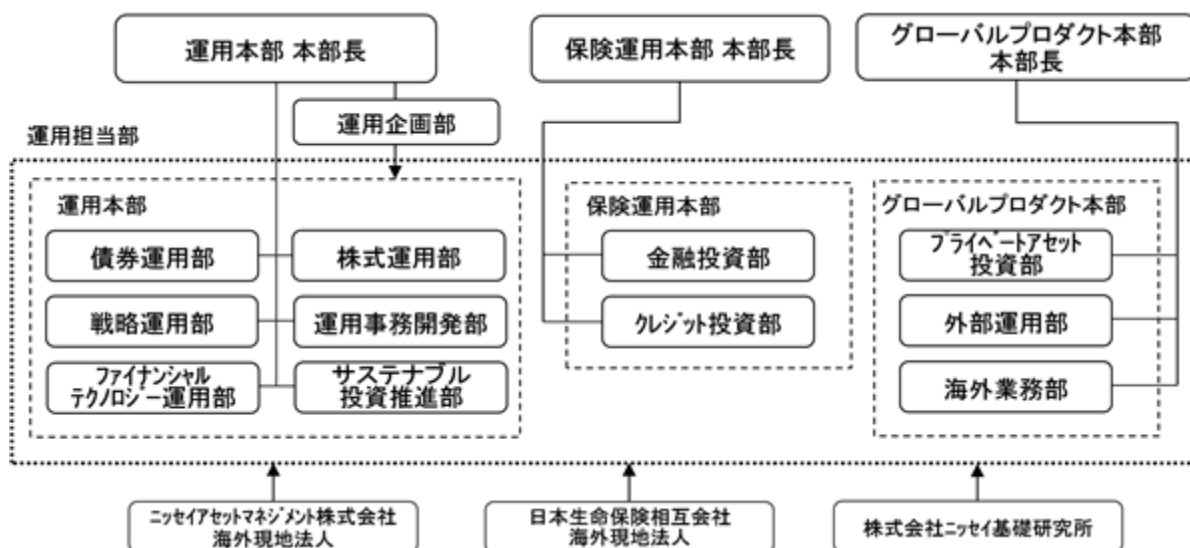 運用本部 本部長
保険運用本部 本部長
グローバルプロダクト本部
本部長
運用企画部
運用担当部
運用本部
債券運用部
株式運用部
戦略運用部
運用事務開発部
ファイナンシャル
テクノロジー運用部
サステナブル
投資推進部
保険運用本部
金融投資部
クレジット投資部
グローバルプロダクト本部
プライベートアセット
投資部
外部運用部
海外業務部
ニッセイアセットマネジメント株式会社
海外現地法人
日本生命保険相互会社
海外現地法人
株式会社ニッセイ基礎研究所